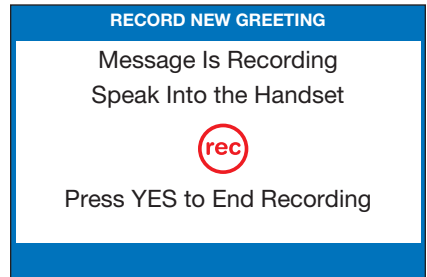 RECORD NEW GREETING
Message Is Recording
Speak Into the Handset
rec
Press YES to End Recording